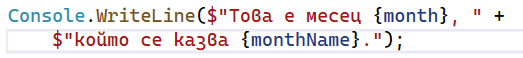 Console.WriteLine($"Това е месец {month}, " +
$"който се казва {monthName}.");